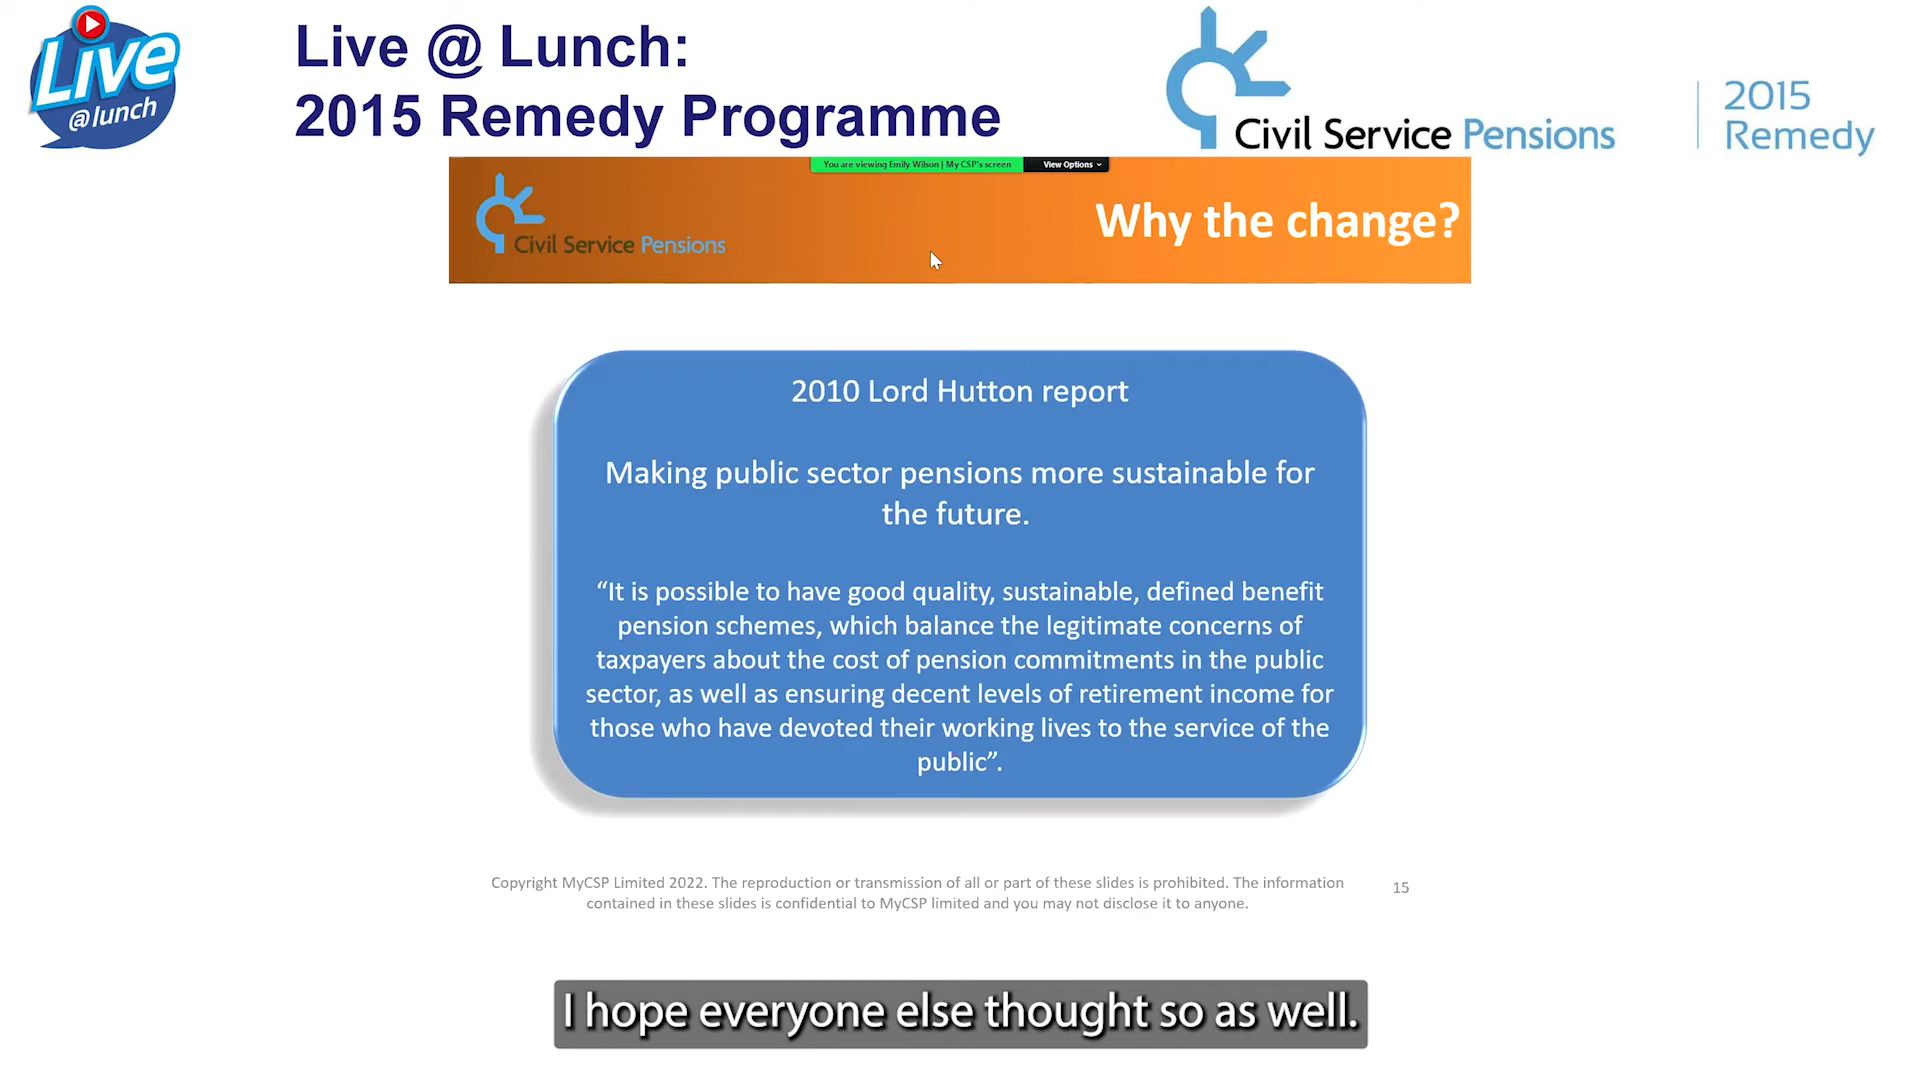 Live
@lunch
Live @ Lunch:
2015 Remedy Programme
Civil Service Pensions
2015
Remedy
You are viewing Emily Wilson | My CSP's screen
View Options
Civil Service Pensions
Why the change?
2010 Lord Hutton report
Making public sector pensions more sustainable for
the future.
“It is possible to have good quality, sustainable, defined benefit
pension schemes, which balance the legitimate concerns of
taxpayers about the cost of pension commitments in the public
sector, as well as ensuring decent levels of retirement income for
those who have devoted their working lives to the service of the
public”.
Copyright MyCSP Limited 2022. The reproduction or transmission of all or part of these slides is prohibited. The information
contained in these slides is confidential to MyCSP limited and you may not disclose it to anyone.
15
I hope everyone else thought so as well.